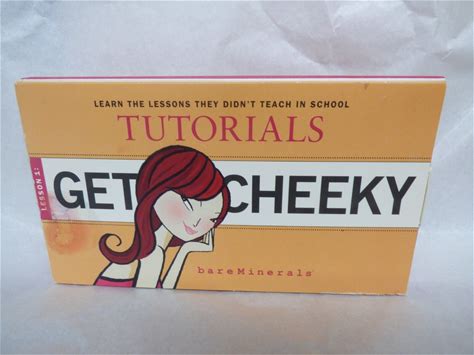 LEARN THE LESSONS THEY DIDN'T TEACH IN SCHOOL
TUTORIALS
LESSON 1:
GET CHEEKY
bareMinerals